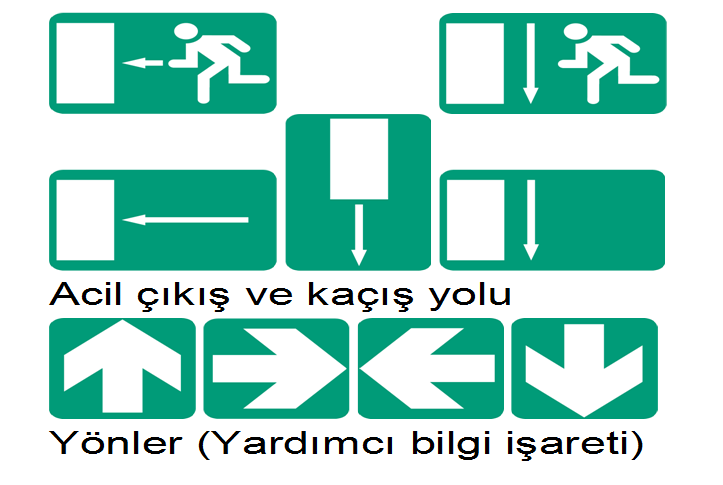 Acil çıkış ve kaçış yolu
Yönler (Yardımcı bilgi işareti)